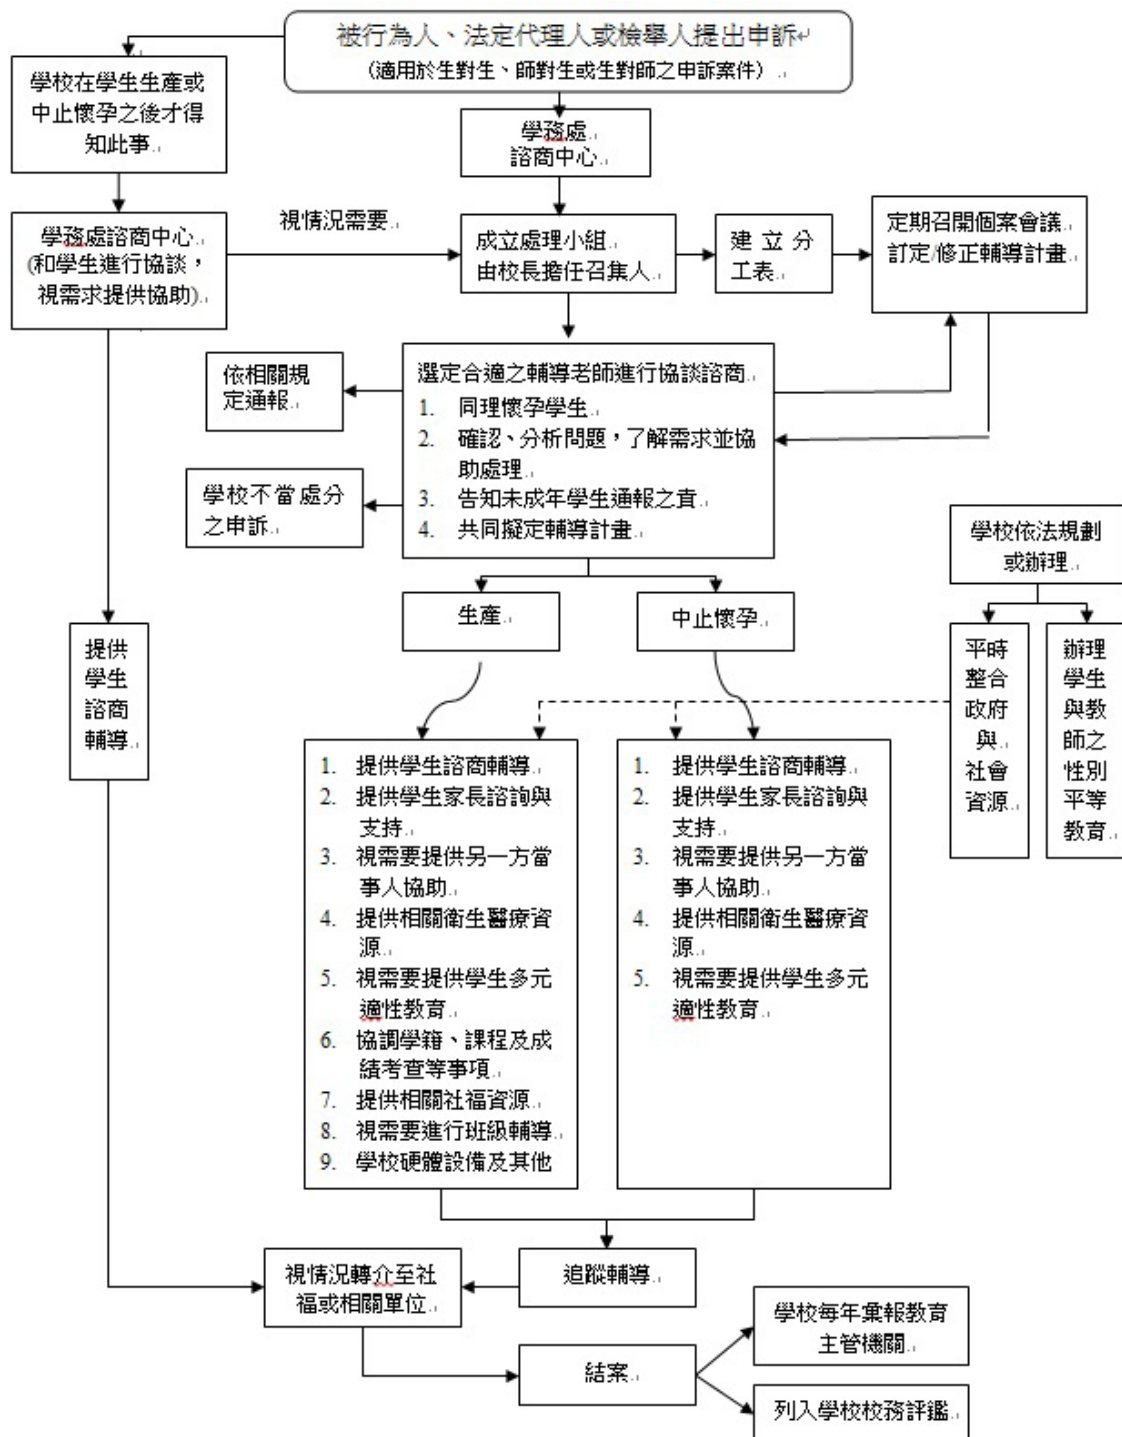 被行為人、法定代理人或檢舉人提出申訴
(適用於生對生、師對生或生對師之申訴案件)
學校在學生生產或
中止懷孕之後才得
知此事
學務處
諮商中心
學務處諮商中心
(和學生進行協談，
視需求提供協助)
視情況需要
成立處理小組
由校長擔任召集人
建立分
工表
定期召開個案會議
訂定/修正輔導計畫
依相關規
定通報
選定合適之輔導老師進行協談諮商
1. 同理懷孕學生
2. 確認、分析問題，了解需求並協
助處理
3. 告知未成年學生通報之責
4. 共同擬定輔導計畫
學校不當處分
之申訴
學校依法規劃
或辦理
生產
中止懷孕
提供
學生
諮商
輔導
平時
整合
政府
與
社會
資源
辦理
學生
與教
師之
性別
平等
教育
1. 提供學生諮商輔導
2. 提供學生家長諮詢與
支持
3. 視需要提供另一方當
事人協助
4. 提供相關衛生醫療資
源
5. 視需要提供學生多元
適性教育
6. 協調學籍、課程及成
績考查等事項
7. 提供相關社福資源
8. 視需要進行班級輔導
9. 學校硬體設備及其他
1. 提供學生諮商輔導
2. 提供學生家長諮詢與
支持
3. 視需要提供另一方當
事人協助
4. 提供相關衛生醫療資
源
5. 視需要提供學生多元
適性教育
視情況轉介至社
福或相關單位
追蹤輔導
結案
學校每年彙報教育
主管機關
列入學校校務評鑑